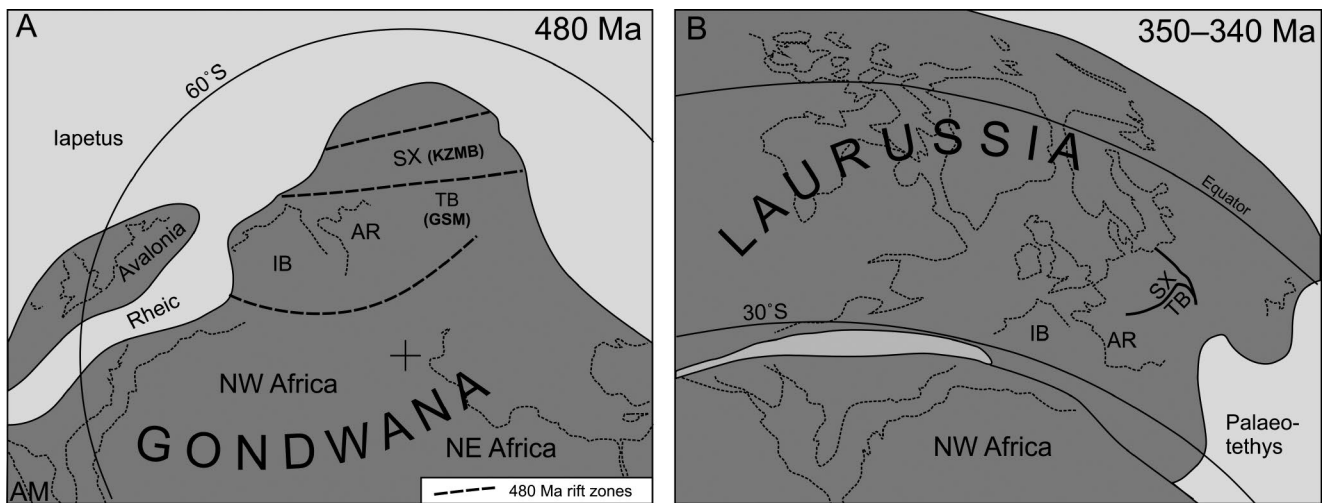 A
480 Ma
60°S
Iapetus
SX (KZMB)
TB
(GSM)
AR
IB
Avalonia
Rheic
NW Africa
GONDWANA
NE Africa
AM
480 Ma rift zones
B
350–340 Ma
LAURUSSIA
Equator
SX
TB
30°S
IB
AR
Palaeo-
tethys
NW Africa